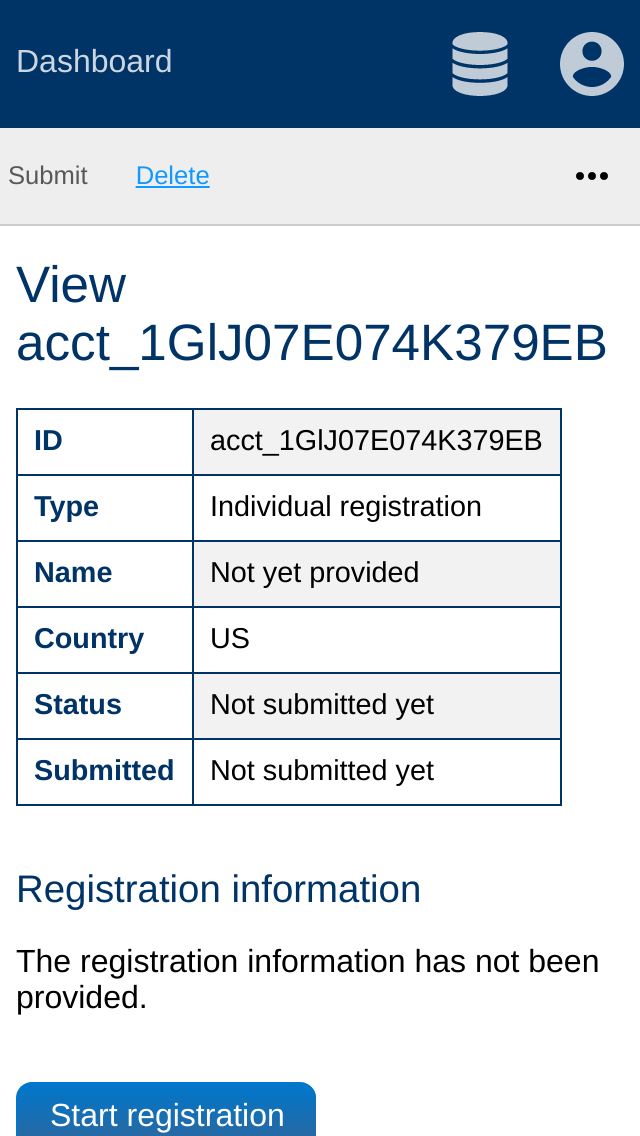 Dashboard
Submit Delete
View
acct_1GlJ07E074K379EB
ID acct_1GlJ07E074K379EB
Type Individual registration
Name Not yet provided
Country US
Status Not submitted yet
Submitted Not submitted yet
Registration information
The registration information has not been
provided.
Start registration